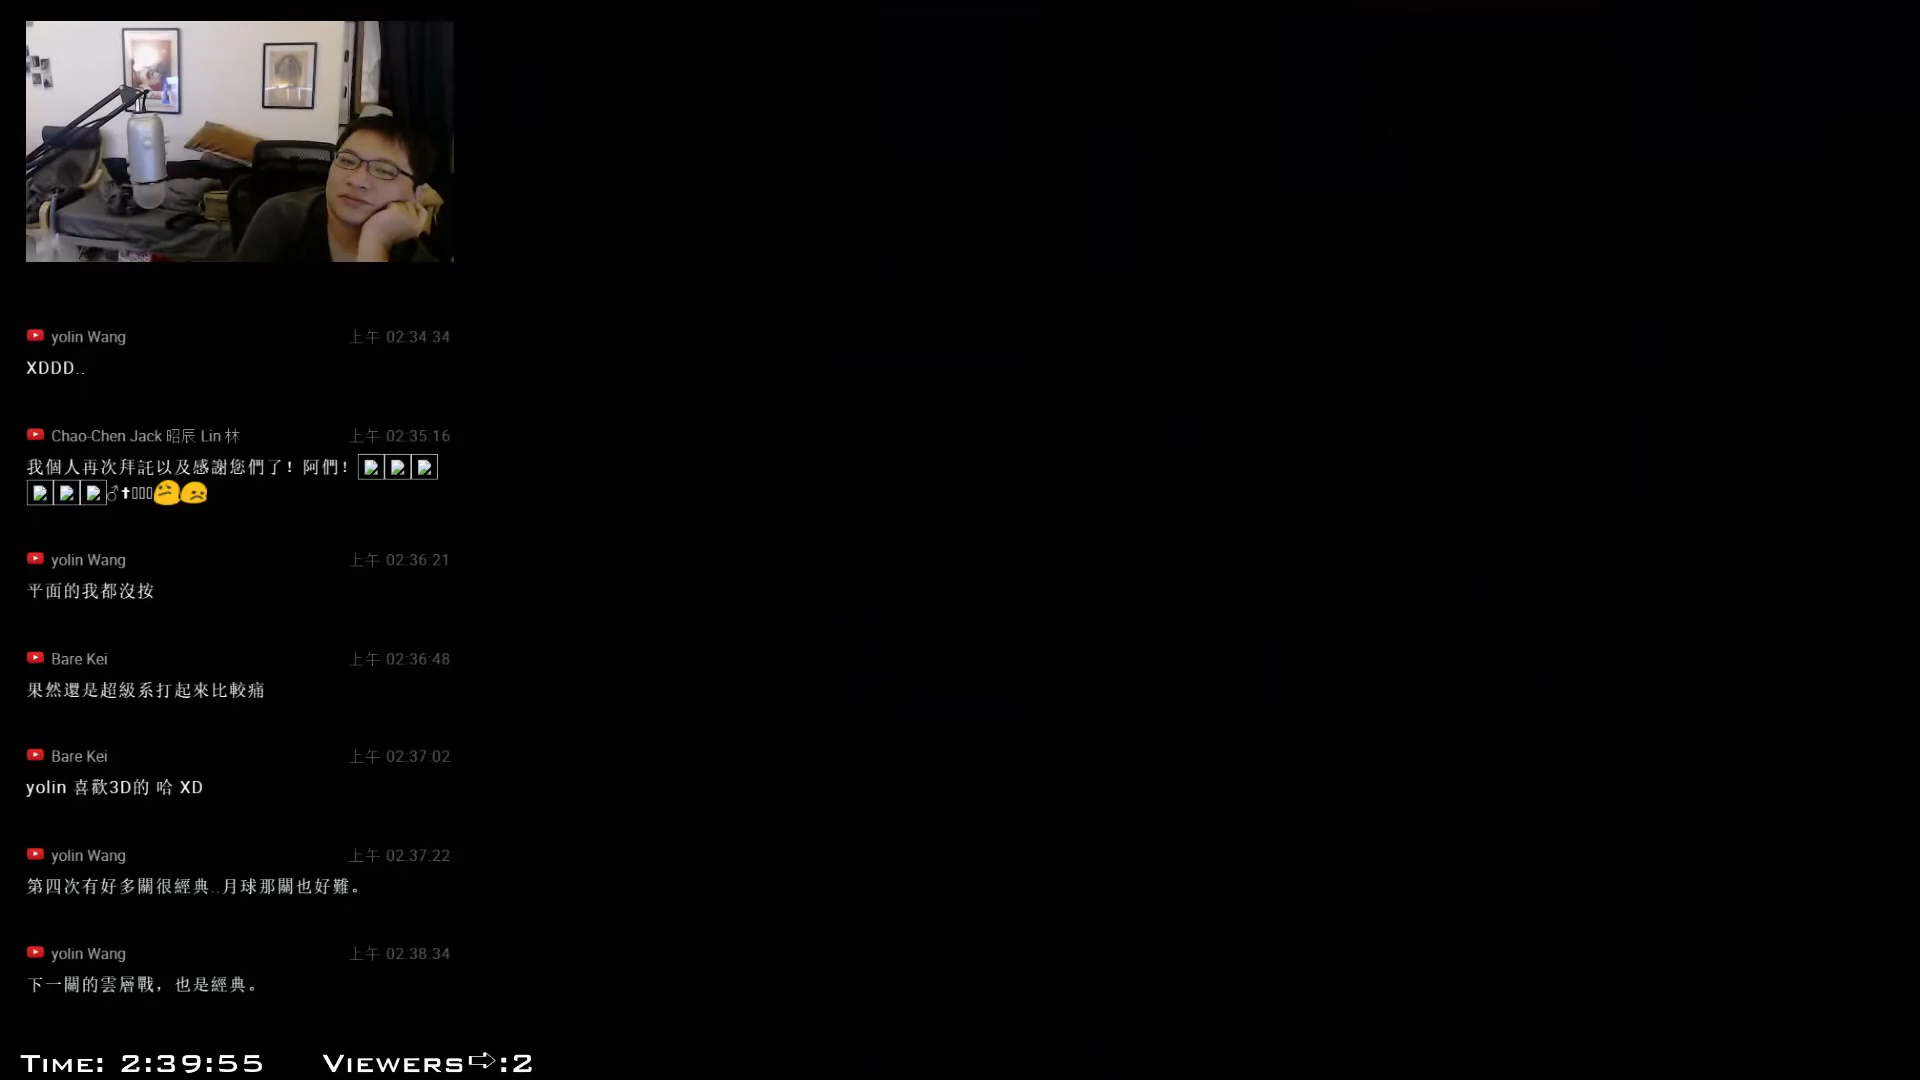 yolin Wang 上午 02:34:34
XDDD..
Chao-Chen Jack 昭辰 Lin 林 上午 02:35:16
我個人再次拜託以及感謝您們了! 阿們!
♂✝
yolin Wang 上午 02:36:21
平面的我都沒按
Bare Kei 上午 02:36:48
果然還是超級系打起來比較痛
Bare Kei 上午 02:37:02
yolin 喜歡3D的 哈 XD
yolin Wang 上午 02:37:22
第四次有好多關很經典..月球那關也好難。
yolin Wang 上午 02:38:34
下一關的雲層戰，也是經典。
Time: 2:39:55 Viewers➪:2